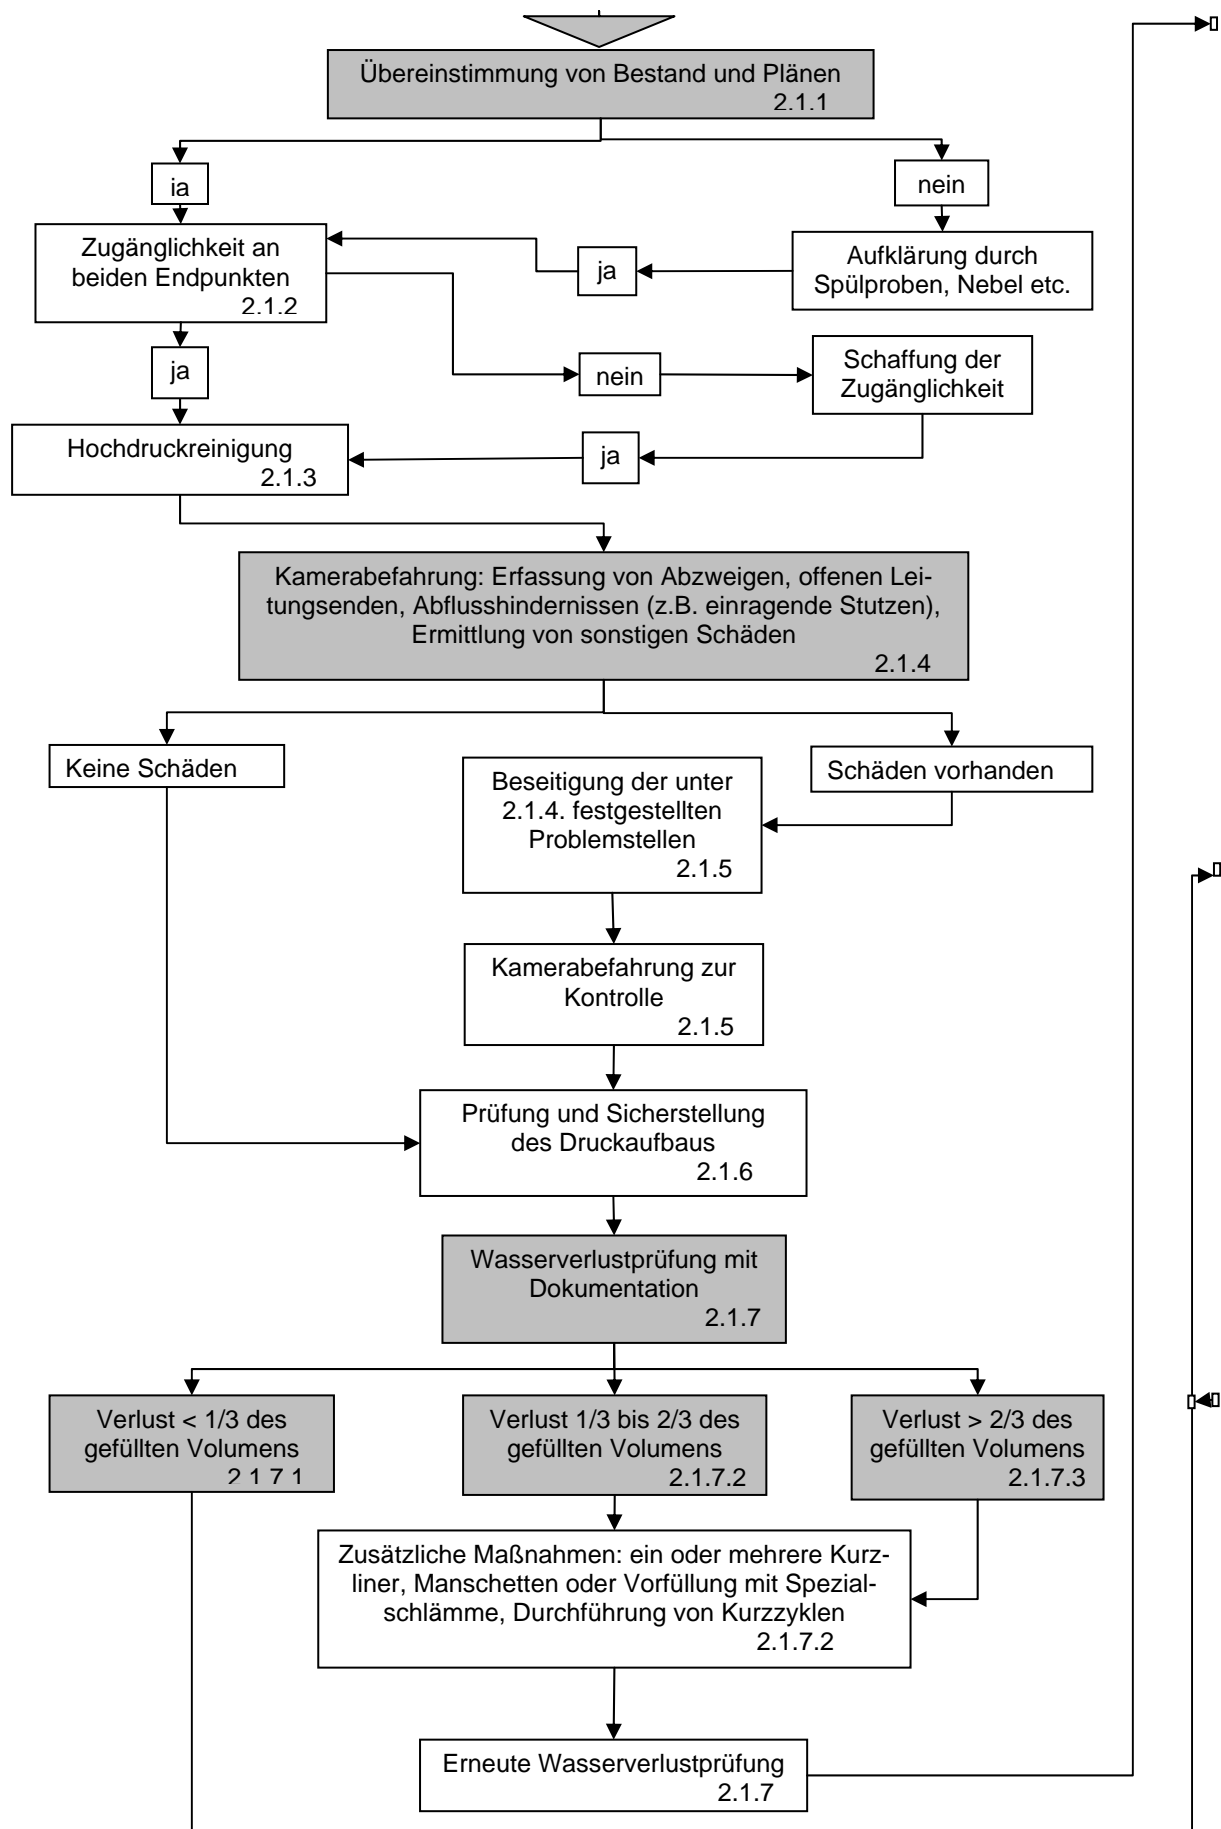 Übereinstimmung von Bestand und Plänen
2.1.1
ia
nein
Zugänglichkeit an
beiden Endpunkten
2.1.2
ja
Aufklärung durch
Spülproben, Nebel etc.
ja
nein
Schaffung der
Zugänglichkeit
Hochdruckreinigung
2.1.3
ja
Kamerabefahrung: Erfassung von Abzweigen, offenen Lei-
tungsenden, Abflusshindernissen (z.B. einragende Stutzen),
Ermittlung von sonstigen Schäden
2.1.4
Keine Schäden
Beseitigung der unter
2.1.4. festgestellten
Problemstellen
2.1.5
Schäden vorhanden
Kamerabefahrung zur
Kontrolle
2.1.5
Prüfung und Sicherstellung
des Druckaufbaus
2.1.6
Wasserverlustprüfung mit
Dokumentation
2.1.7
Verlust < 1/3 des
gefüllten Volumens
2.1.7.1
Verlust 1/3 bis 2/3 des
gefüllten Volumens
2.1.7.2
Verlust > 2/3 des
gefüllten Volumens
2.1.7.3
Zusätzliche Maßnahmen: ein oder mehrere Kurz-
liner, Manschetten oder Vorfüllung mit Spezial-
schlämme, Durchführung von Kurzzyklen
2.1.7.2
Erneute Wasserverlustprüfung
2.1.7